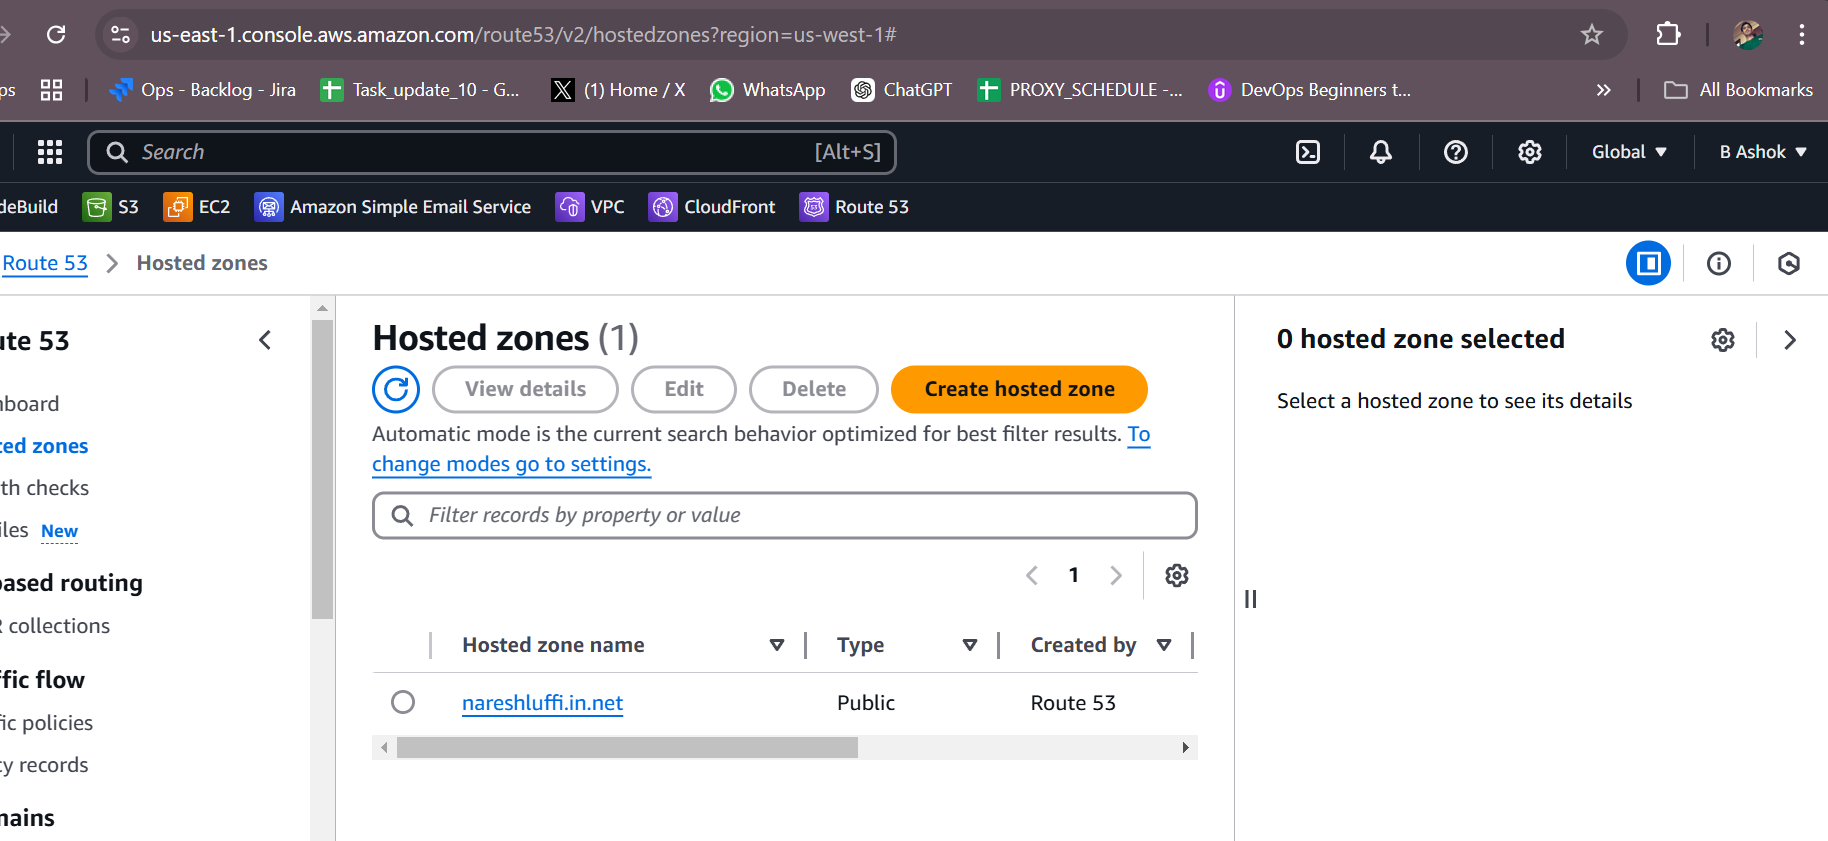 us-east-1.console.aws.amazon.com/route53/v2/hostedzones?region=us-west-1#
ps Ops - Backlog - Jira Task_update_10 - G... (1) Home / X WhatsApp ChatGPT PROXY_SCHEDULE -... DevOps Beginners t... All Bookmarks
Search [Alt+S] Global B Ashok
deBuild S3 EC2 Amazon Simple Email Service VPC CloudFront Route 53
Route 53 Hosted zones
ute 53
nboard
ted zones
th checks
iles New
based routing
R collections
ffic flow
fic policies
cy records
mains
Hosted zones (1)
View details Edit Delete Create hosted zone
Automatic mode is the current search behavior optimized for best filter results. To
change modes go to settings.
Filter records by property or value
1
Hosted zone name Type Created by
nareshluffi.in.net Public Route 53
0 hosted zone selected
Select a hosted zone to see its details